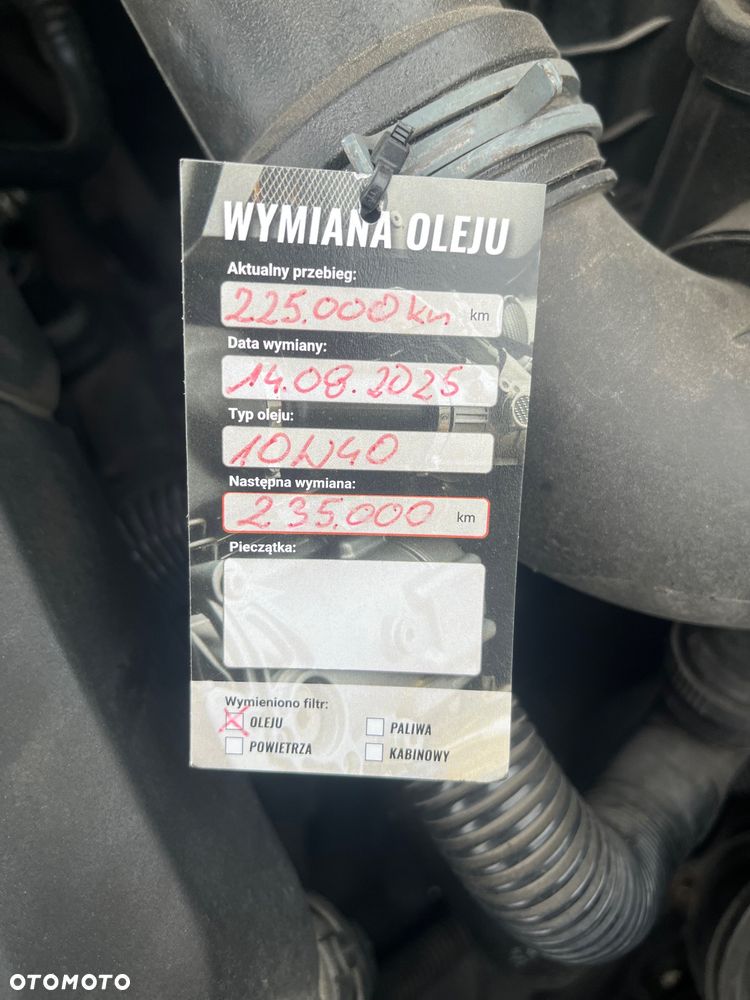 WYMIANA OLEJU
Aktualny przebieg:
225.000 km km
Data wymiany:
14.08.2025
Typ oleju:
10W40
Następna wymiana:
235.000 km
Pieczątka:
Wymieniono filtr:
OLEJU PALIWA
POWIETRZA KABINOWY
OTOMOTO